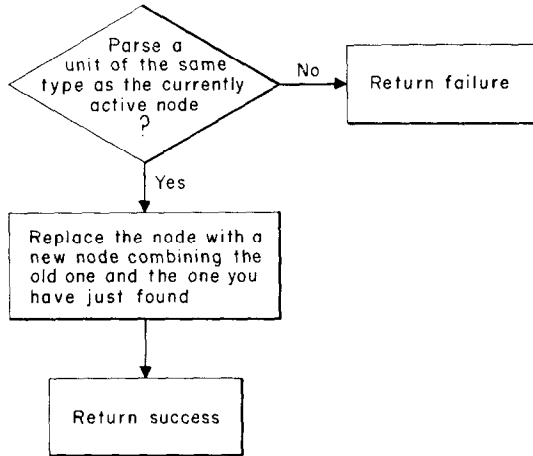 Parse a
unit of the same
type as the currently
active node
?
No
Return failure
Yes
Replace the node with a
new node combining the
old one and the one you
have just found
Return success